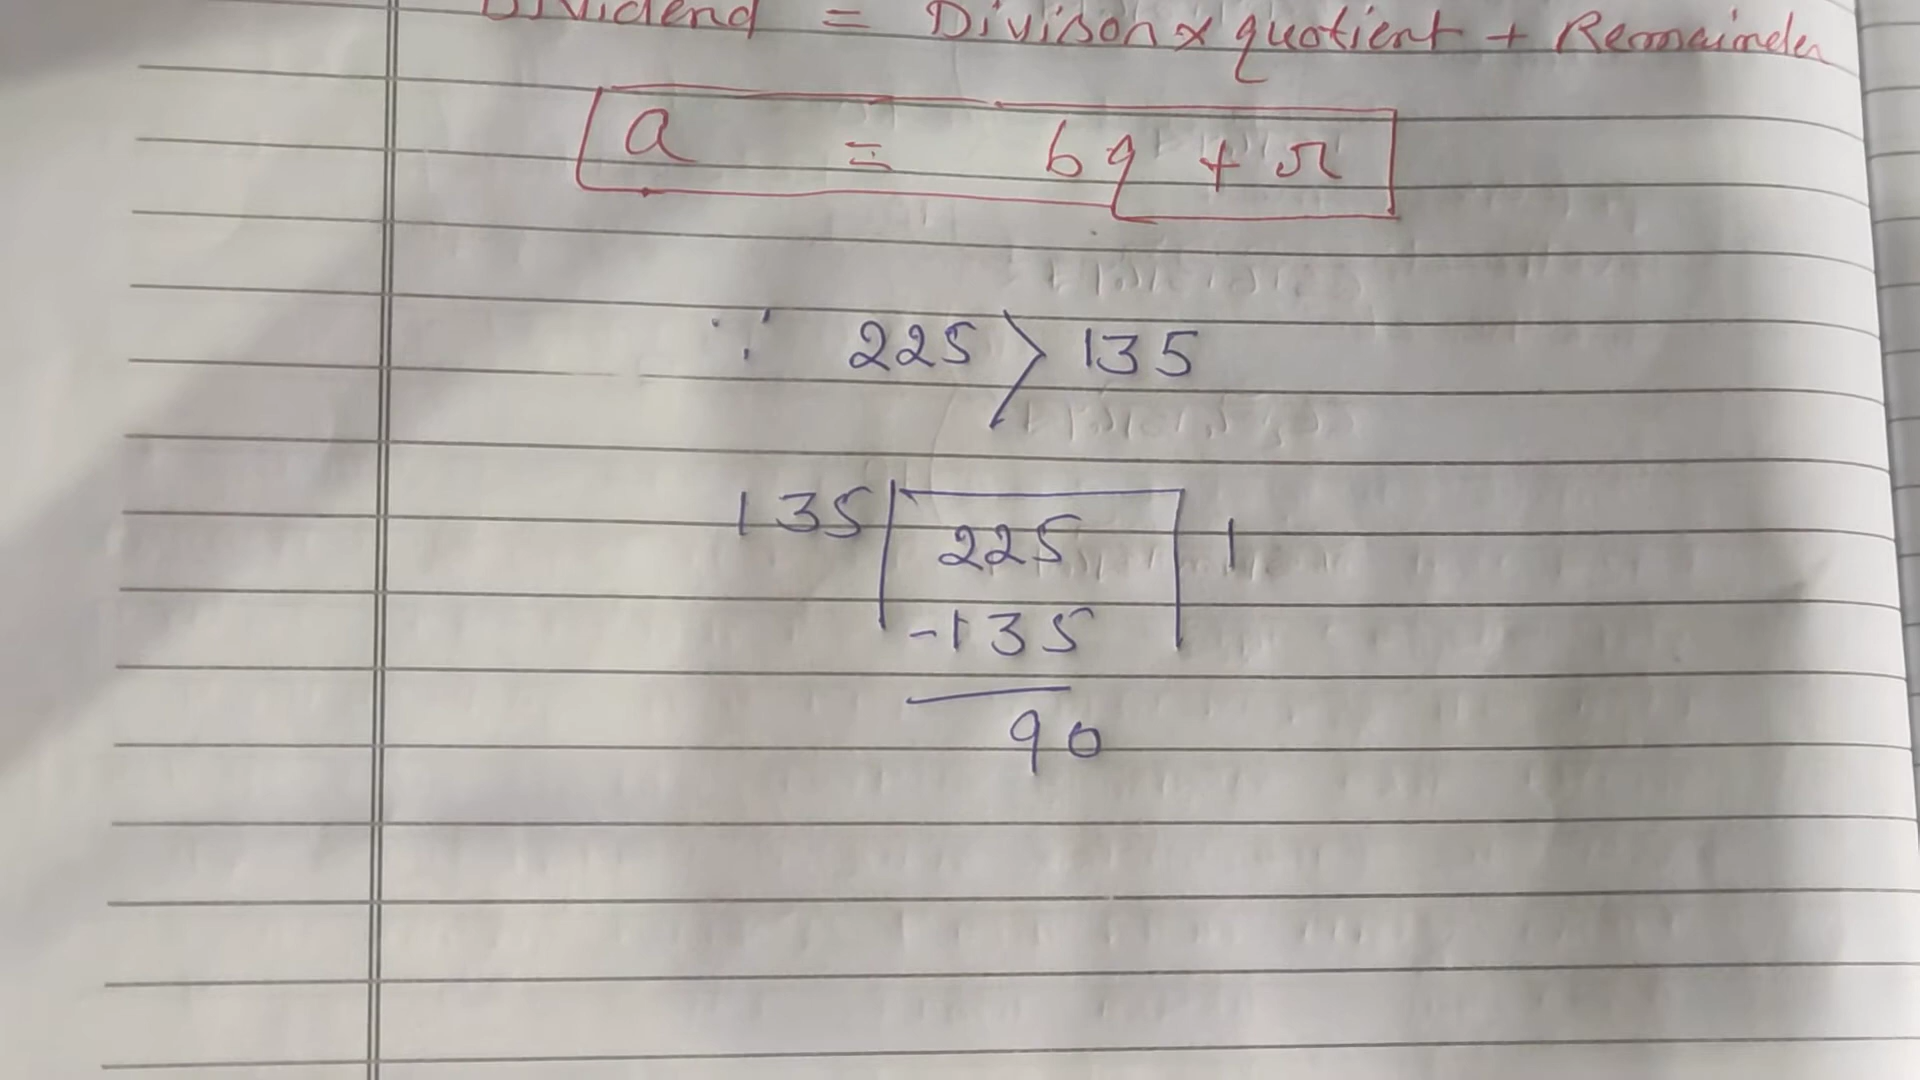 Dividend = Divison x quotient + Remainder
a = bq + r
∵ 225 > 135
135 | 225 | 1
-135
90